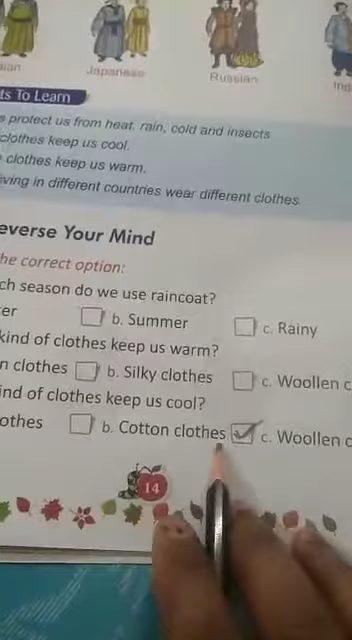 Japanese
Russian
ts To Learn
protect us from heat, rain, cold and insects
clothes keep us cool.
clothes keep us warm.
iving in different countries wear different clothes
everse Your Mind
he correct option:
ch season do we use raincoat?
er b. Summer c. Rainy
kind of clothes keep us warm?
n clothes b. Silky clothes c. Woollen c
ind of clothes keep us cool?
othes b. Cotton clothes c. Woollen c
14